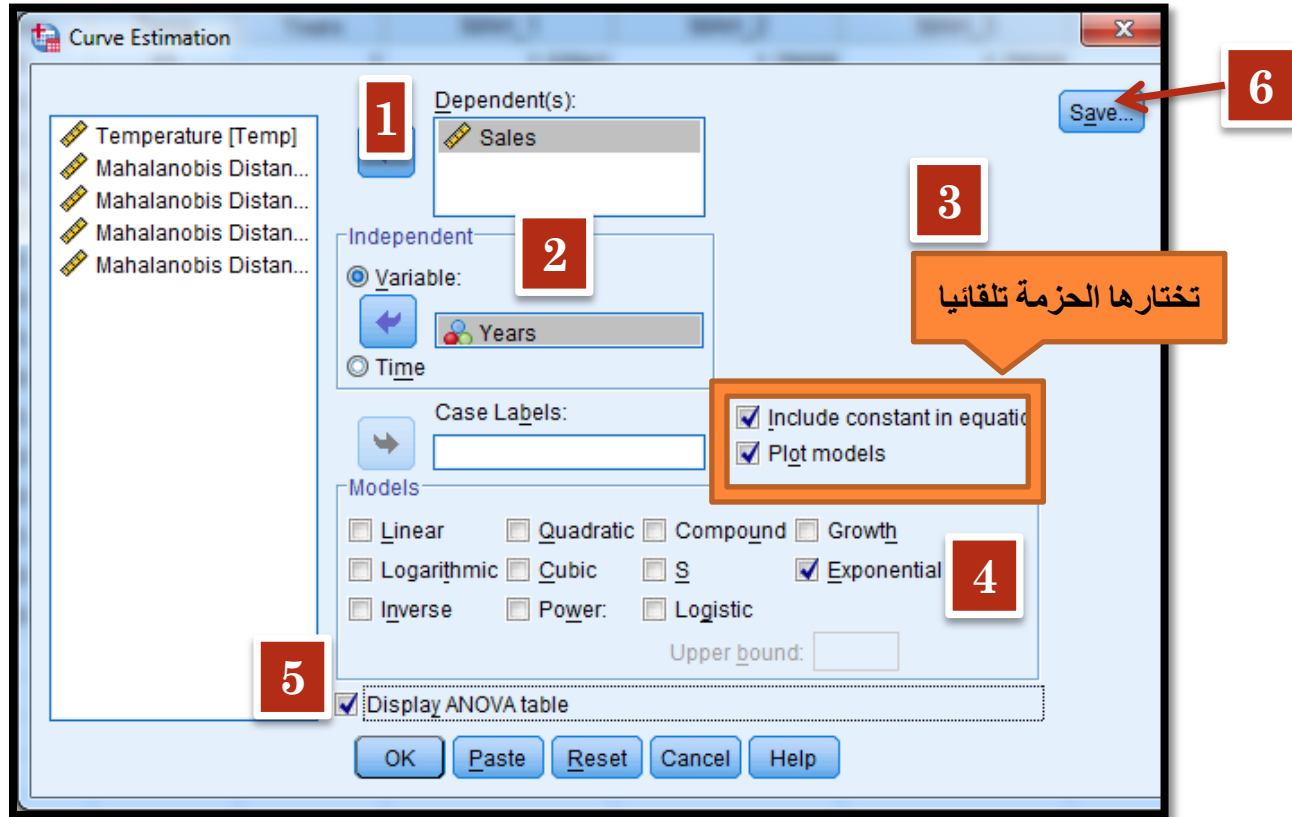 Curve Estimation
6
Save...
1
Dependent(s):
Sales
Temperature [Temp]
Mahalanobis Distan...
Mahalanobis Distan...
Mahalanobis Distan...
Mahalanobis Distan...
2
Independent
Variable:
Years
Time
3
تختارها الحزمة تلقائيا
Case Labels:
Include constant in equatio
Plot models
Models
Linear Quadratic Compound Growth
Logarithmic Cubic S Exponential
Inverse Power: Logistic
4
Upper bound:
5
Display ANOVA table
OK Paste Reset Cancel Help